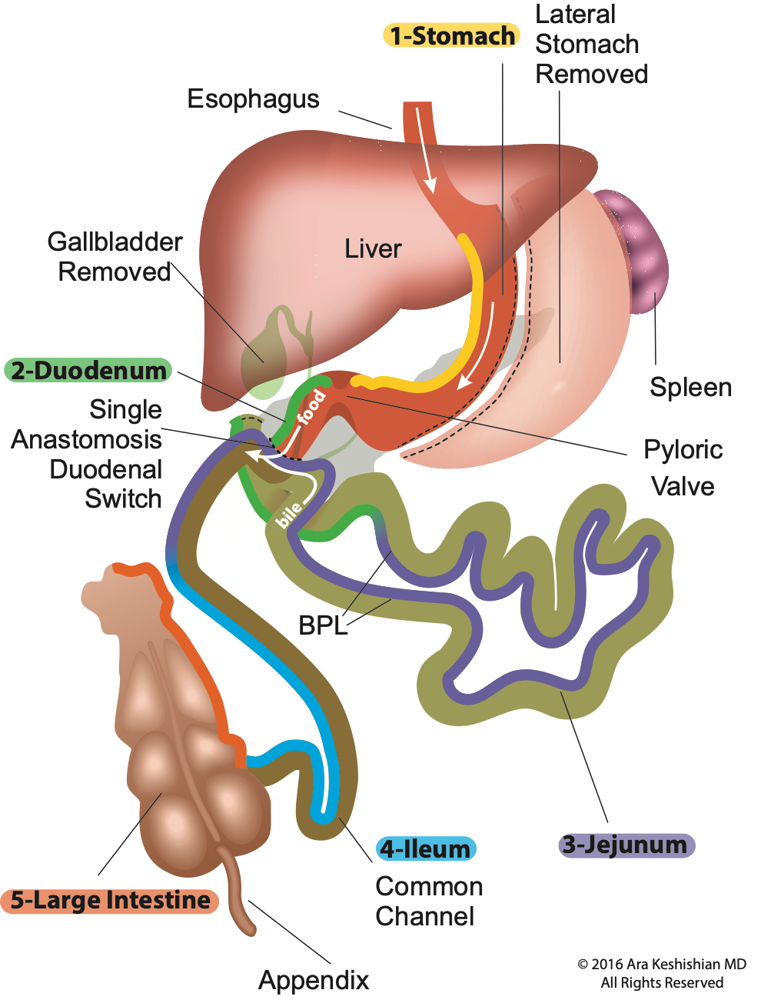 1-Stomach
Lateral
Stomach
Removed
Esophagus
Gallbladder
Removed
Liver
2-Duodenum
Spleen
food
Single
Anastomosis
Duodenal
Switch
Pyloric
Valve
bile
BPL
3-Jejunum
4-Ileum
Common
Channel
5-Large Intestine
Appendix
© 2016 Ara Keshishian MD
All Rights Reserved